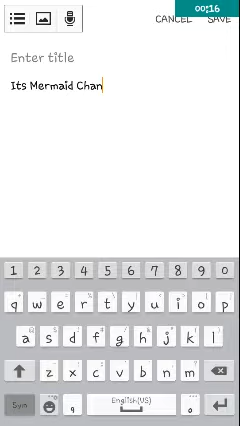 00:16
CANCEL SAVE
Enter title
Its Mermaid Chan
1 2 3 4 5 6 7 8 9 0
q w e r t y u i o p
a s d f g h j k l
z x c v b n m
Sym , English(US) .